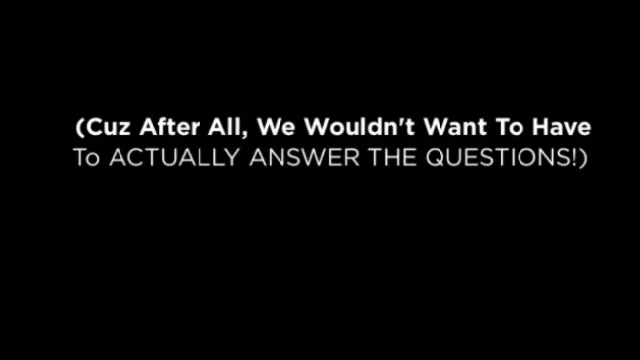 (Cuz After All, We Wouldn't Want To Have
To ACTUALLY ANSWER THE QUESTIONS!)